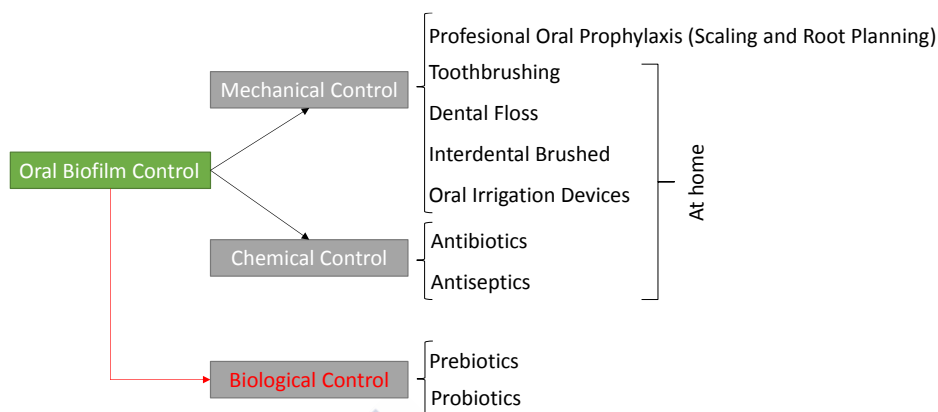 Profesional Oral Prophylaxis (Scaling and Root Planning)
Toothbrushing
Mechanical Control
Dental Floss
Interdental Brushed
Oral Biofilm Control
Oral Irrigation Devices
At home
Antibiotics
Chemical Control
Antiseptics
Prebiotics
Biological Control
Probiotics